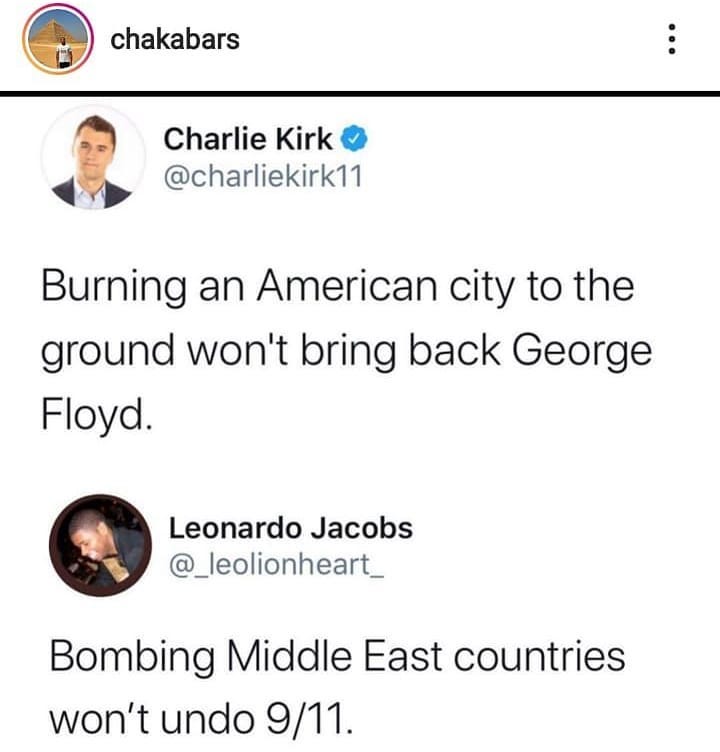 chakabars
Charlie Kirk
@charliekirk11
Burning an American city to the
ground won't bring back George
Floyd.
Leonardo Jacobs
@_leolionheart_
Bombing Middle East countries
won’t undo 9/11.